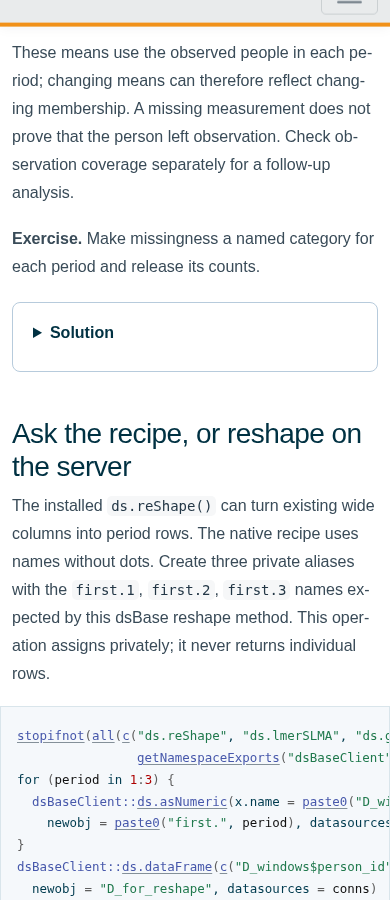 These means use the observed people in each pe-
riod; changing means can therefore reflect chang-
ing membership. A missing measurement does not
prove that the person left observation. Check ob-
servation coverage separately for a follow-up
analysis.
Exercise. Make missingness a named category for
each period and release its counts.
Solution
Ask the recipe, or reshape on
the server
The installed ds.reShape() can turn existing wide
columns into period rows. The native recipe uses
names without dots. Create three private aliases
with the first.1, first.2, first.3 names ex-
pected by this dsBase reshape method. This oper-
ation assigns privately; it never returns individual
rows.
stopifnot(all(c("ds.reShape", "ds.lmerSLMA", "ds.g
getNamespaceExports("dsBaseClient"
for (period in 1:3) {
dsBaseClient::ds.asNumeric(x.name = paste0("D_wi
newobj = paste0("first.", period), datasources
}
dsBaseClient::ds.dataFrame(c("D_windows$person_id"
newobj = "D_for_reshape", datasources = conns)